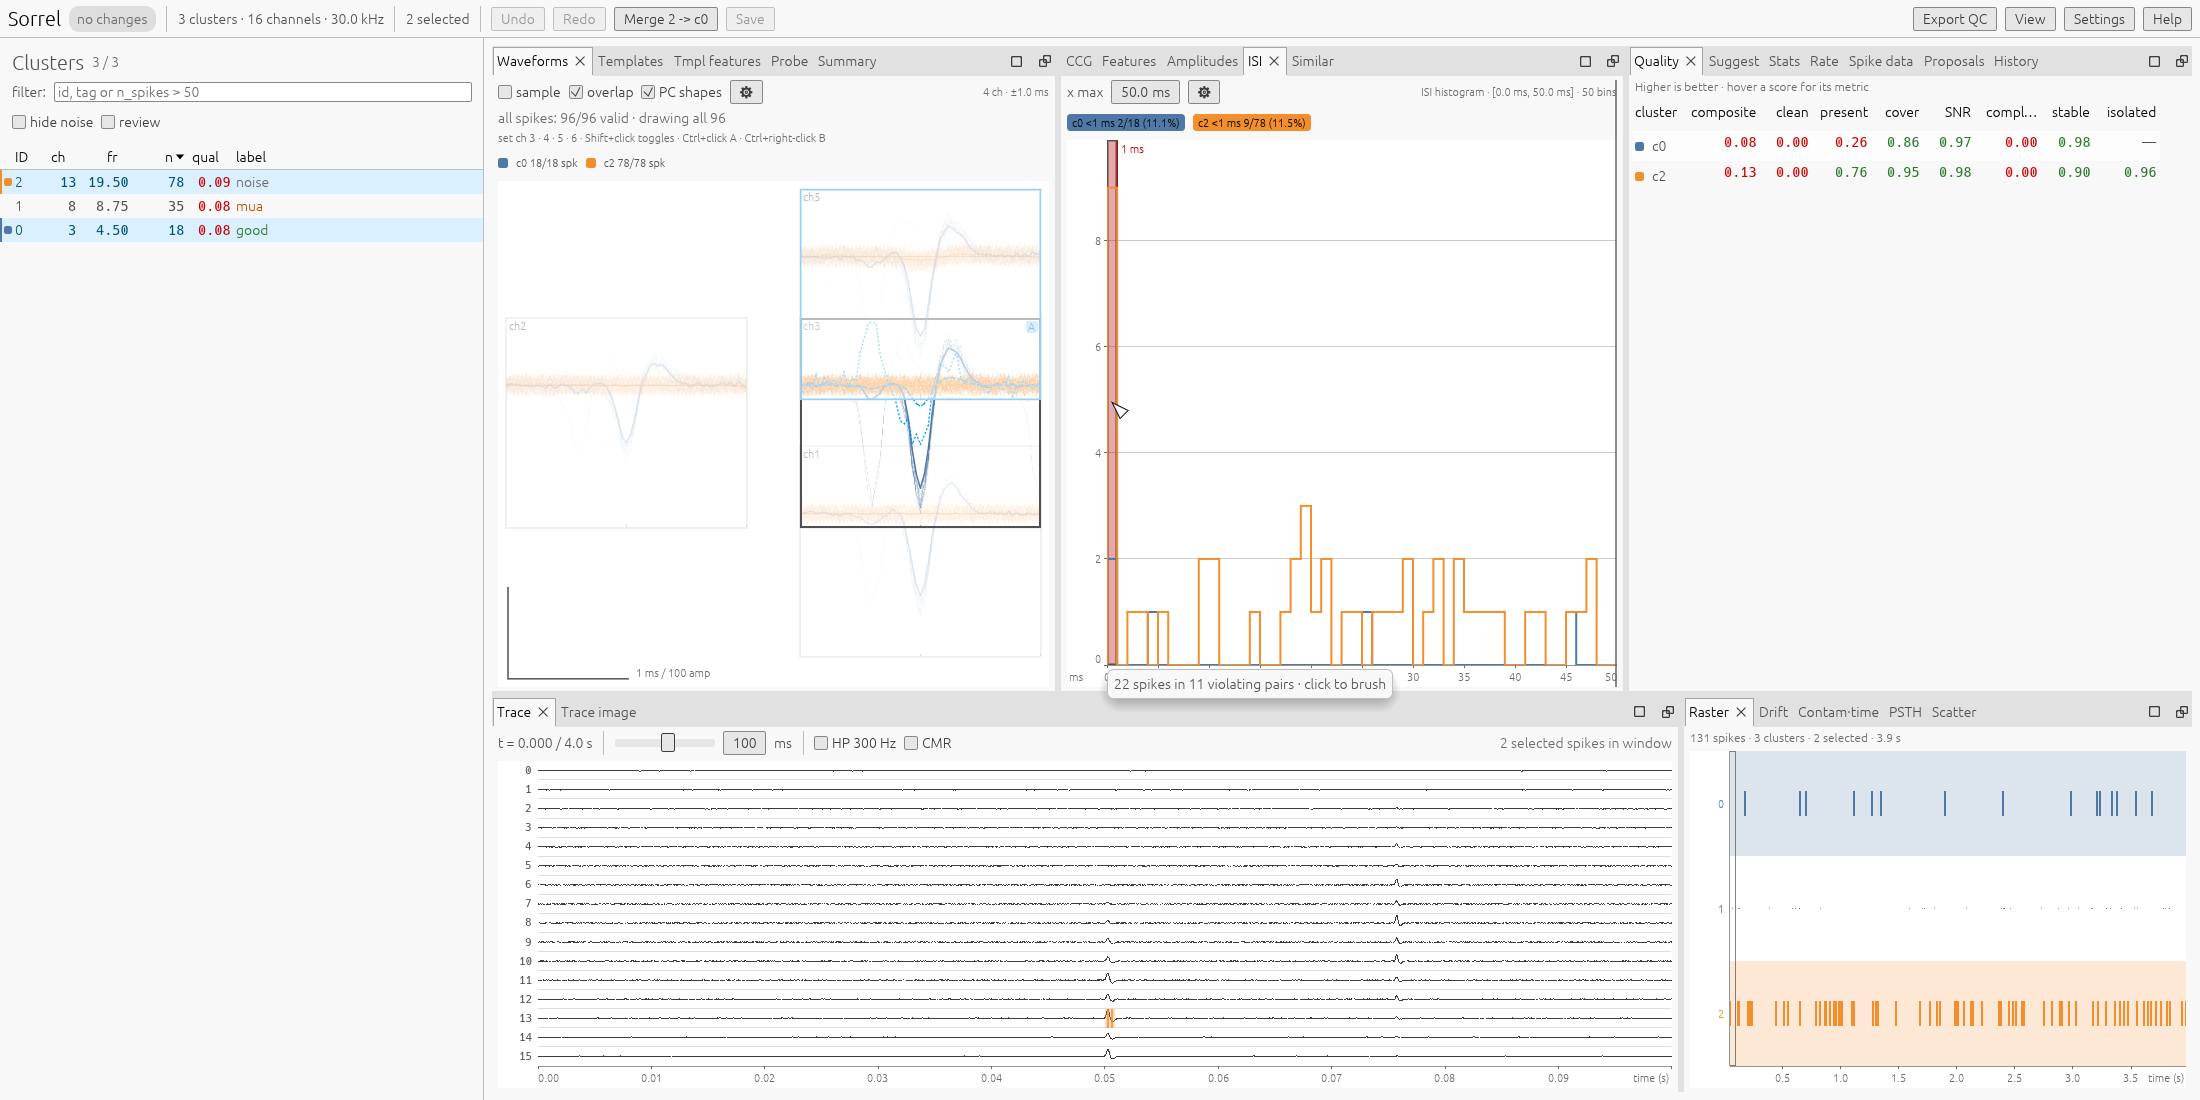 Sorrel no changes 3 clusters · 16 channels · 30.0 kHz 2 selected Undo Redo Merge 2 -> c0 Save Export QC View Settings Help
Clusters 3 / 3
filter: id, tag or n_spikes > 50
hide noise review
ID ch fr n qual label
2 13 19.50 78 0.09 noise
1 8 8.75 35 0.08 mua
0 3 4.50 18 0.08 good
Waveforms Templates Tmpl features Probe Summary
sample overlap PC shapes 4 ch · ±1.0 ms
all spikes: 96/96 valid · drawing all 96
set ch 3 · 4 · 5 · 6 · Shift+click toggles · Ctrl+click A · Ctrl+right-click B
c0 18/18 spk c2 78/78 spk
ch5
ch2 ch3 A
ch1
1 ms / 100 amp
CCG Features Amplitudes ISI Similar
x max 50.0 ms ISI histogram · [0.0 ms, 50.0 ms] · 50 bins
c0 <1 ms 2/18 (11.1%) c2 <1 ms 9/78 (11.5%)
1 ms
8
6
4
2
0
ms 30 35 40 45 50
22 spikes in 11 violating pairs · click to brush
Quality Suggest Stats Rate Spike data Proposals History
Higher is better · hover a score for its metric
cluster composite clean present cover SNR compl... stable isolated
c0 0.08 0.00 0.26 0.86 0.97 0.00 0.98 —
c2 0.13 0.00 0.76 0.95 0.98 0.00 0.90 0.96
Trace Trace image
t = 0.000 / 4.0 s 100 ms HP 300 Hz CMR 2 selected spikes in window
0
1
2
3
4
5
6
7
8
9
10
11
12
13
14
15
0.00 0.01 0.02 0.03 0.04 0.05 0.06 0.07 0.08 0.09 time (s)
Raster Drift Contam·time PSTH Scatter
131 spikes · 3 clusters · 2 selected · 3.9 s
0
1
2
0.5 1.0 1.5 2.0 2.5 3.0 3.5 time (s)